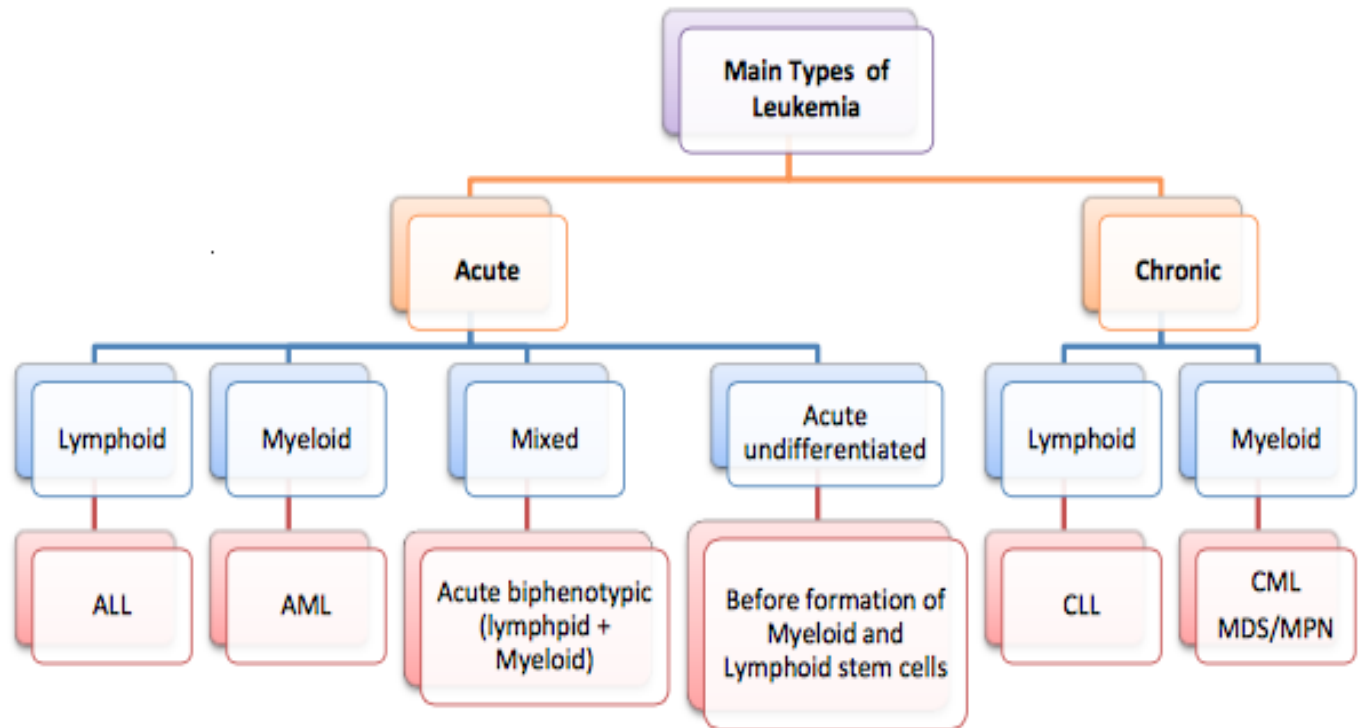 Main Types of
Leukemia
Acute
Chronic
Lymphoid
Myeloid
Mixed
Acute
undifferentiated
Lymphoid
Myeloid
ALL
AML
Acute biphenotypic
(lymphpid +
Myeloid)
Before formation of
Myeloid and
Lymphoid stem cells
CLL
CML
MDS/MPN